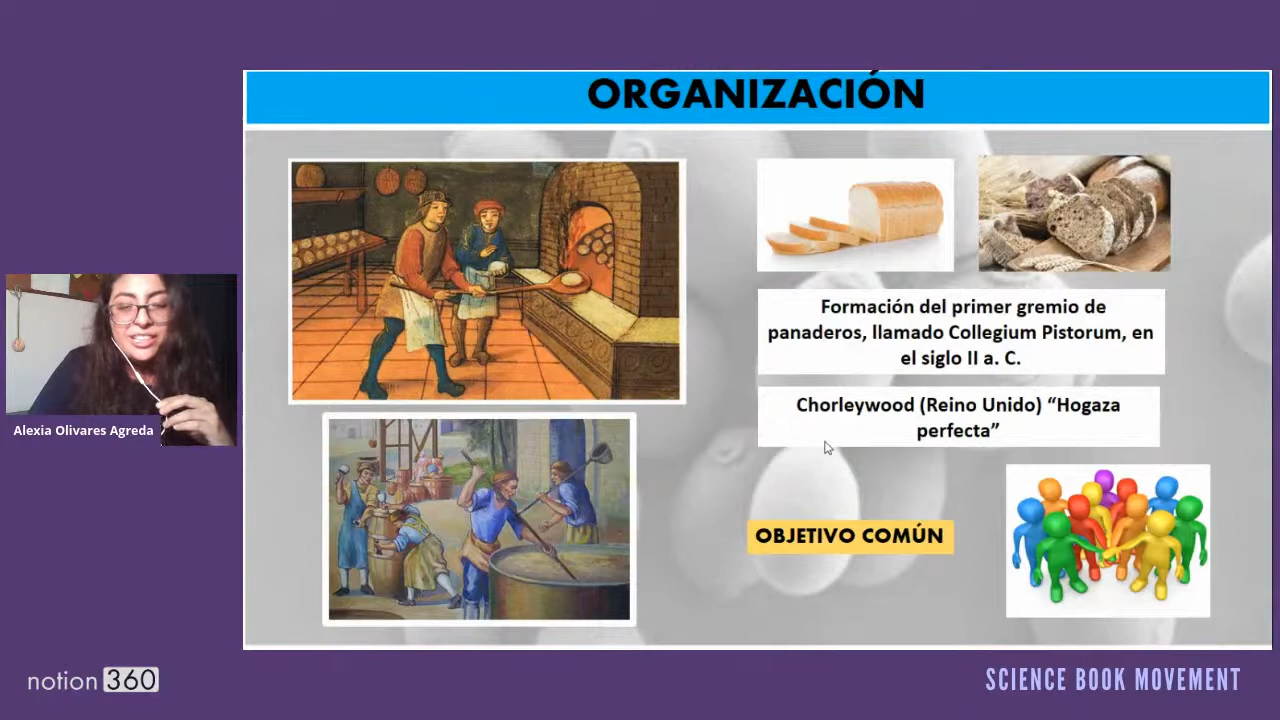 ORGANIZACIÓN
Formación del primer gremio de
panaderos, llamado Collegium Pistorum, en
el siglo II a. C.
Chorleywood (Reino Unido) “Hogaza
perfecta”
OBJETIVO COMÚN
Alexia Olivares Agreda
notion 360
SCIENCE BOOK MOVEMENT